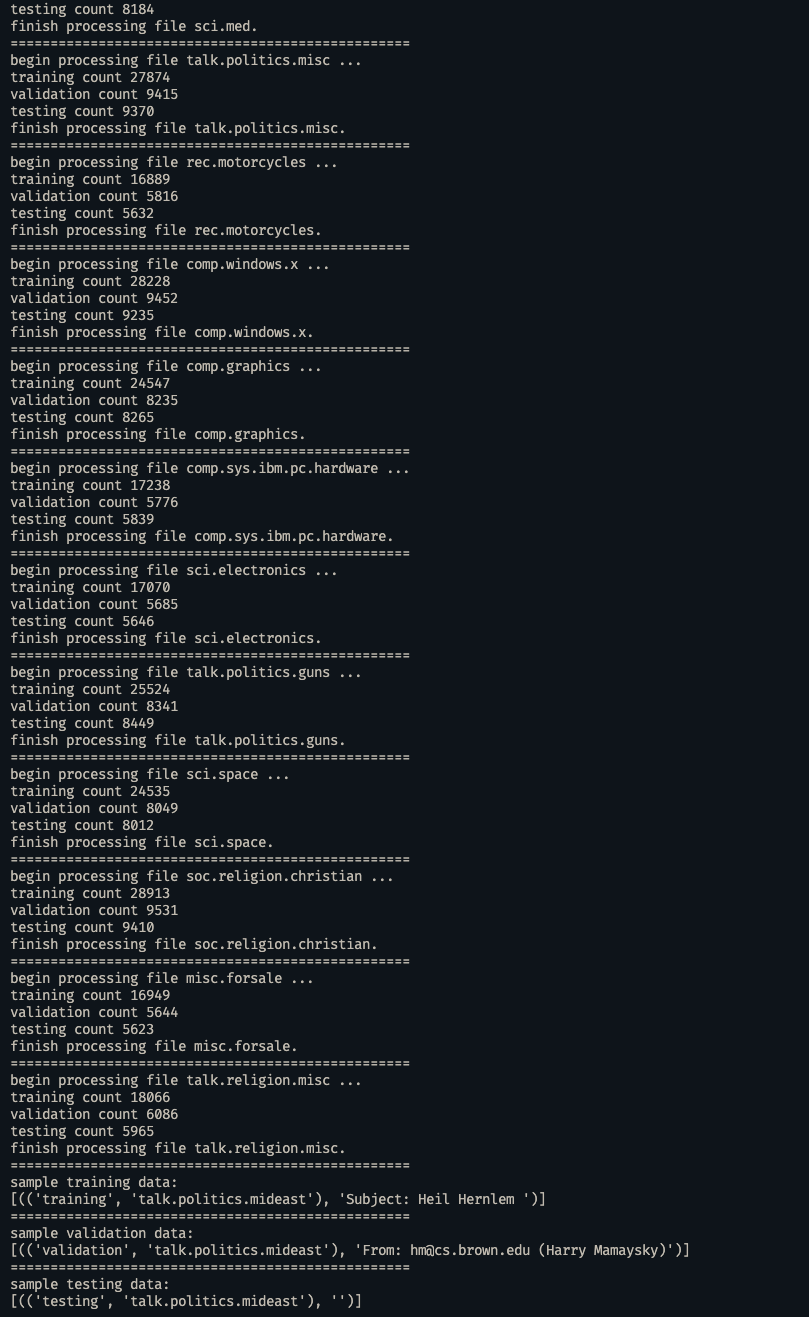 testing count 8184
finish processing file sci.med.
==================================================
begin processing file talk.politics.misc ...
training count 27874
validation count 9415
testing count 9370
finish processing file talk.politics.misc.
==================================================
begin processing file rec.motorcycles ...
training count 16889
validation count 5816
testing count 5632
finish processing file rec.motorcycles.
==================================================
begin processing file comp.windows.x ...
training count 28228
validation count 9452
testing count 9235
finish processing file comp.windows.x.
==================================================
begin processing file comp.graphics ...
training count 24547
validation count 8235
testing count 8265
finish processing file comp.graphics.
==================================================
begin processing file comp.sys.ibm.pc.hardware ...
training count 17238
validation count 5776
testing count 5839
finish processing file comp.sys.ibm.pc.hardware.
==================================================
begin processing file sci.electronics ...
training count 17070
validation count 5685
testing count 5646
finish processing file sci.electronics.
==================================================
begin processing file talk.politics.guns ...
training count 25524
validation count 8341
testing count 8449
finish processing file talk.politics.guns.
==================================================
begin processing file sci.space ...
training count 24535
validation count 8049
testing count 8012
finish processing file sci.space.
==================================================
begin processing file soc.religion.christian ...
training count 28913
validation count 9531
testing count 9410
finish processing file soc.religion.christian.
==================================================
begin processing file misc.forsale ...
training count 16949
validation count 5644
testing count 5623
finish processing file misc.forsale.
==================================================
begin processing file talk.religion.misc ...
training count 18066
validation count 6086
testing count 5965
finish processing file talk.religion.misc.
==================================================
sample training data:
[(('training', 'talk.politics.mideast'), 'Subject: Heil Hernlem ')]
==================================================
sample validation data:
[(('validation', 'talk.politics.mideast'), 'From: hm@cs.brown.edu (Harry Mamaysky)')]
==================================================
sample testing data:
[(('testing', 'talk.politics.mideast'), '')]